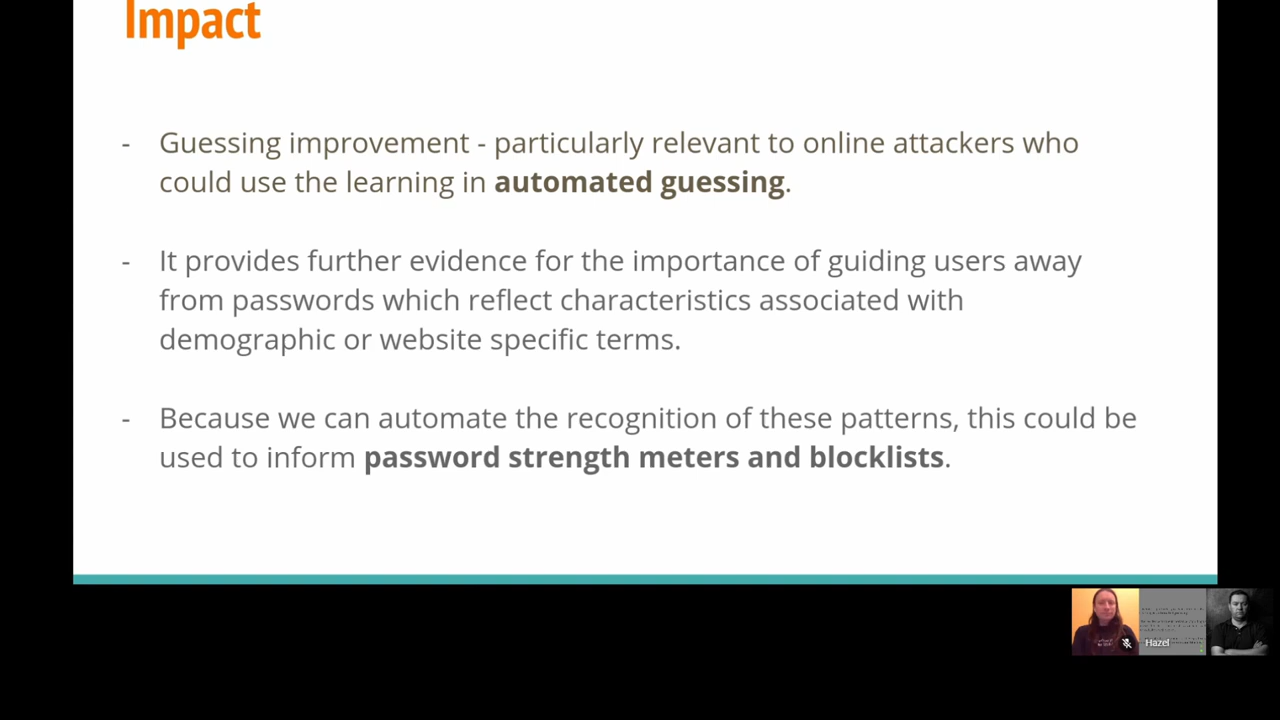 Impact
- Guessing improvement - particularly relevant to online attackers who
could use the learning in automated guessing.
- It provides further evidence for the importance of guiding users away
from passwords which reflect characteristics associated with
demographic or website specific terms.
- Because we can automate the recognition of these patterns, this could be
used to inform password strength meters and blocklists.
Hazel